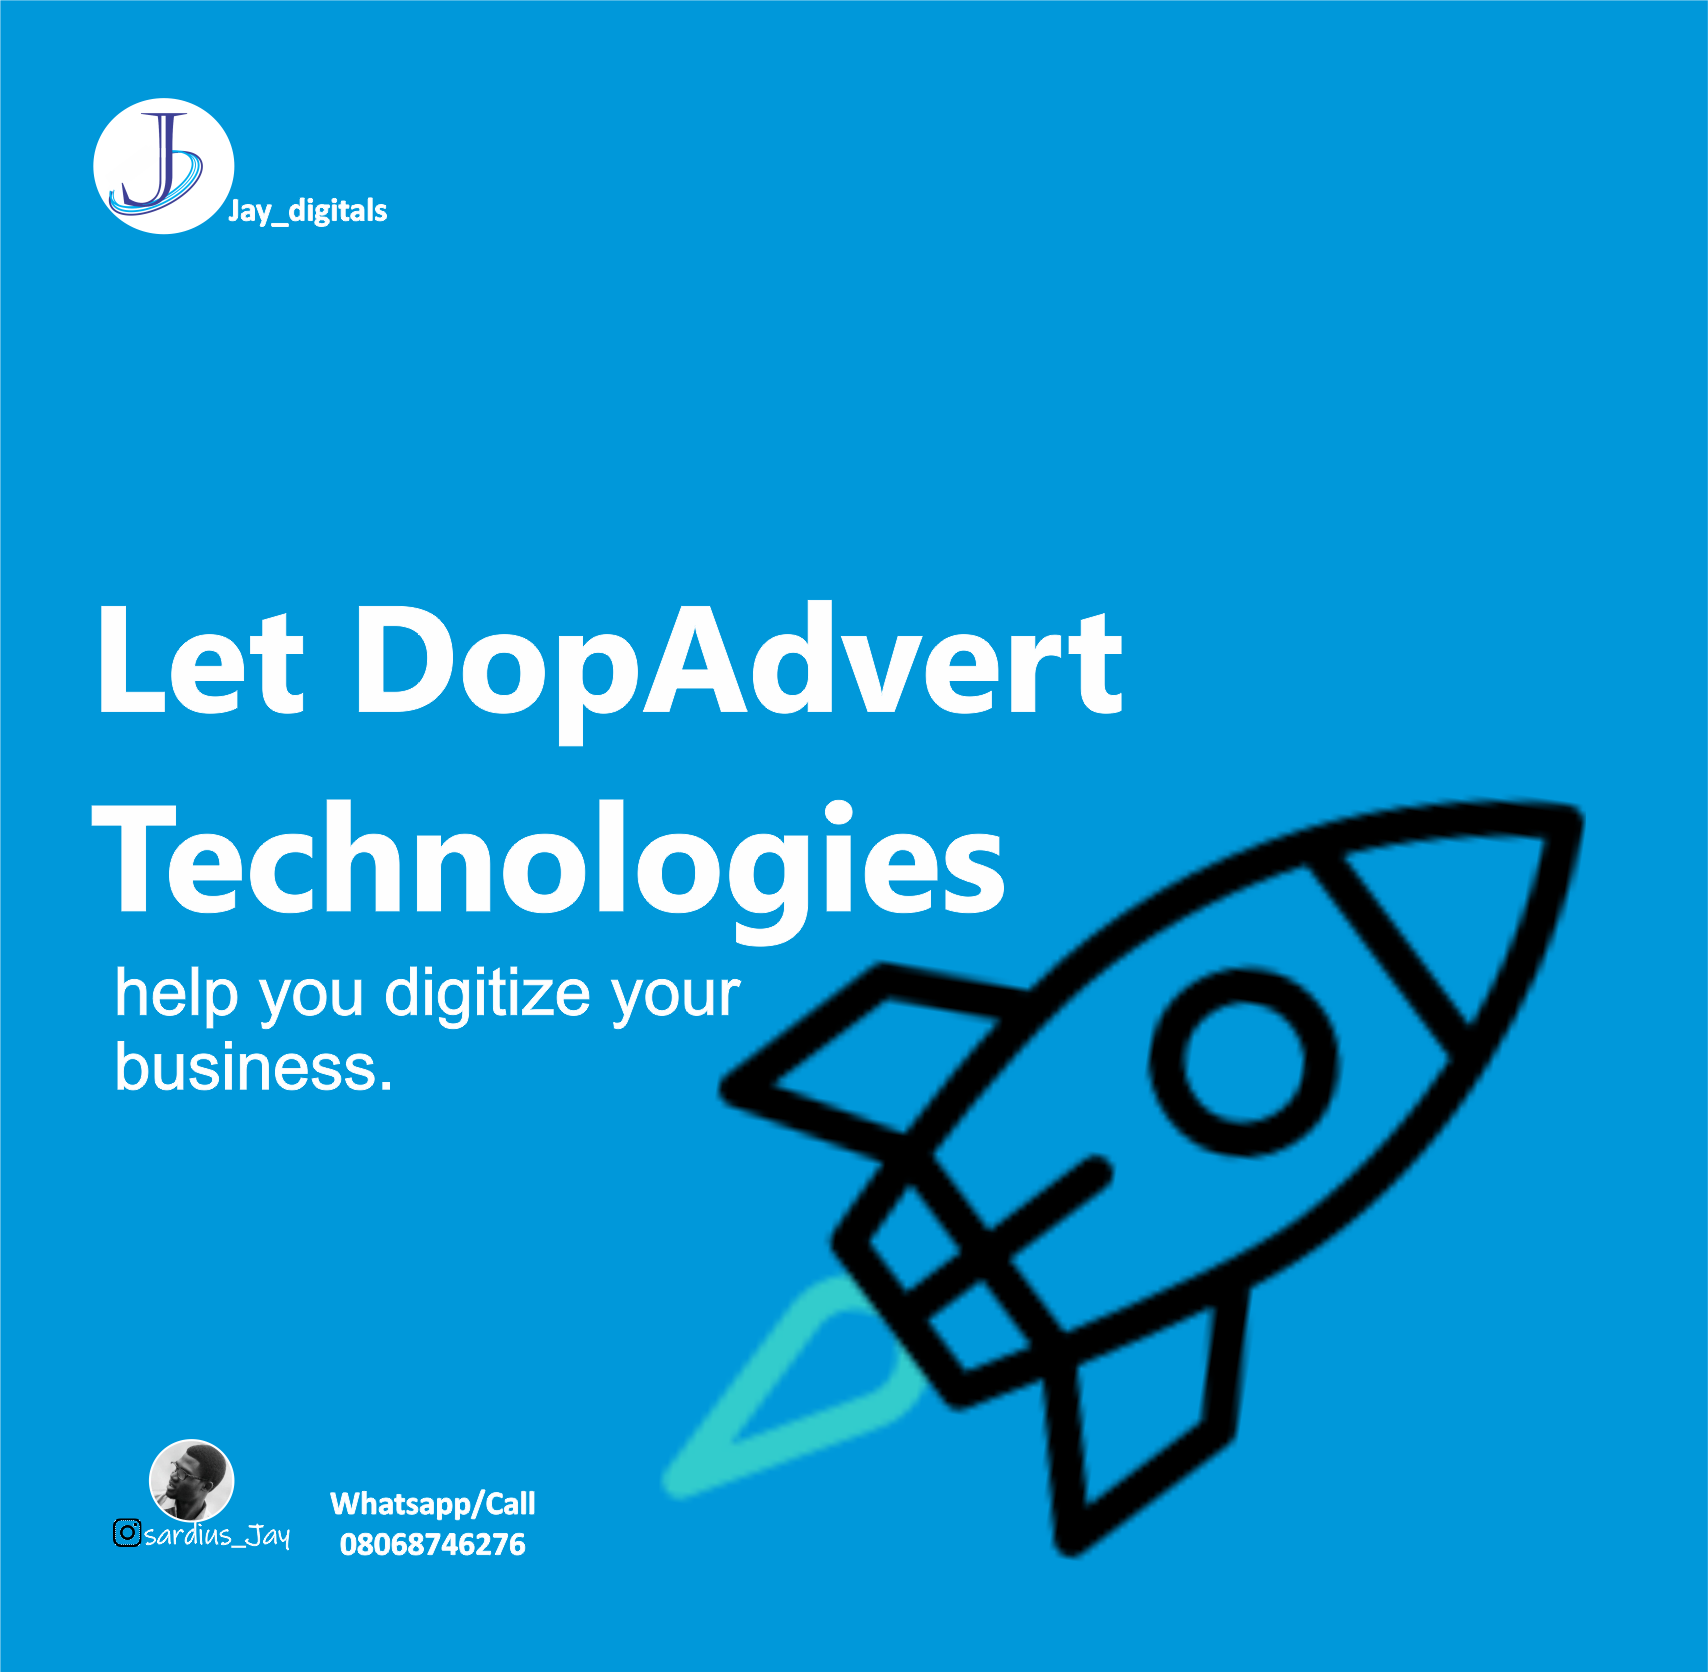 J
Jay_digitals
Let DopAdvert
Technologies
help you digitize your
business.
sardius_Jay
Whatsapp/Call
08068746276